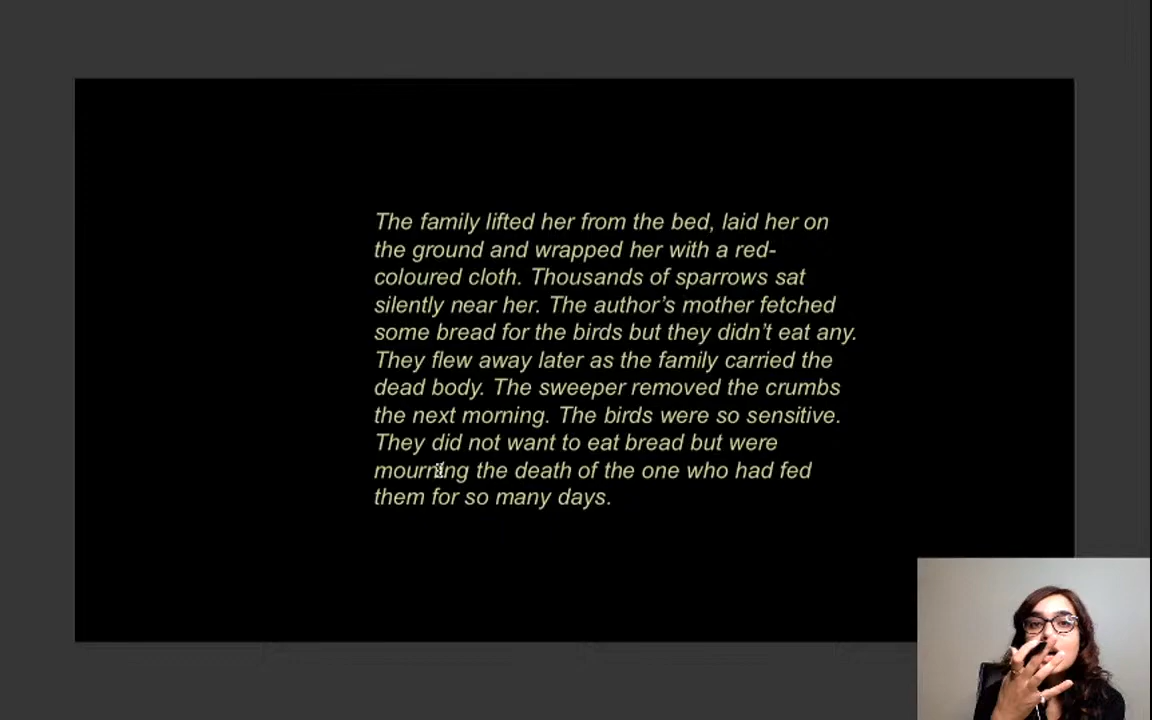 The family lifted her from the bed, laid her on
the ground and wrapped her with a red-
coloured cloth. Thousands of sparrows sat
silently near her. The author’s mother fetched
some bread for the birds but they didn’t eat any.
They flew away later as the family carried the
dead body. The sweeper removed the crumbs
the next morning. The birds were so sensitive.
They did not want to eat bread but were
mourning the death of the one who had fed
them for so many days.